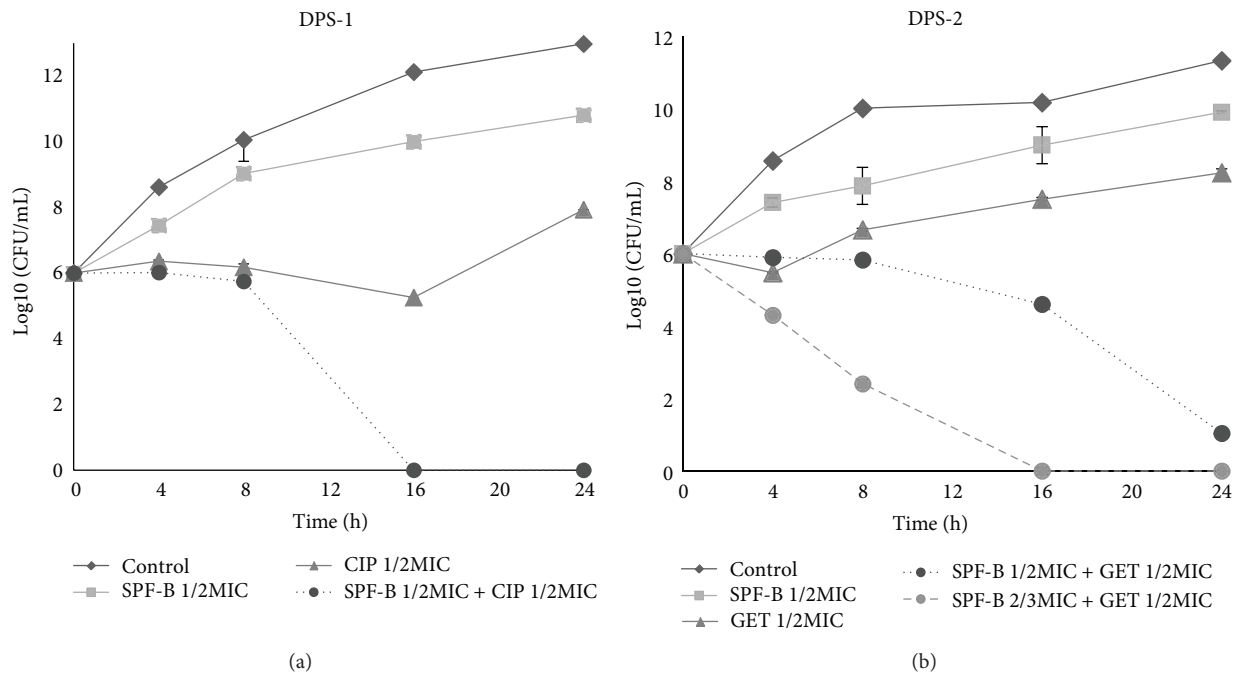 DPS-1
Log10 (CFU/mL)
12
10
8
6
4
2
0
0 4 8 12 16 20 24
Time (h)
Control
SPF-B 1/2MIC
CIP 1/2MIC
SPF-B 1/2MIC + CIP 1/2MIC
(a)
DPS-2
Log10 (CFU/mL)
12
10
8
6
4
2
0
0 4 8 12 16 20 24
Time (h)
Control
SPF-B 1/2MIC
GET 1/2MIC
SPF-B 1/2MIC + GET 1/2MIC
SPF-B 2/3MIC + GET 1/2MIC
(b)